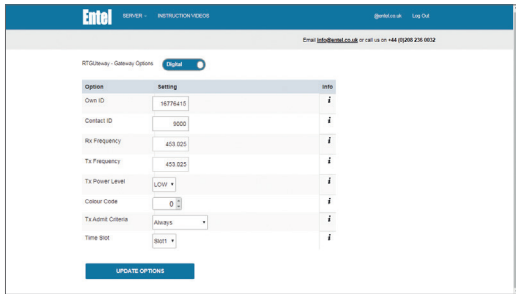 Entel SERVER INSTRUCTION VIDEOS @entel.co.uk Log Out
Email info@entel.co.uk or call us on +44 (0)208 236 0032
RTGUteway - Gateway Options Digital
Option Setting Info
Own ID 16776415 i
Contact ID 9000 i
Rx Frequency 453.025 i
Tx Frequency 453.025 i
Tx Power Level LOW i
Colour Code 0 i
Tx Admit Criteria Always i
Time Slot Slot1 i
UPDATE OPTIONS